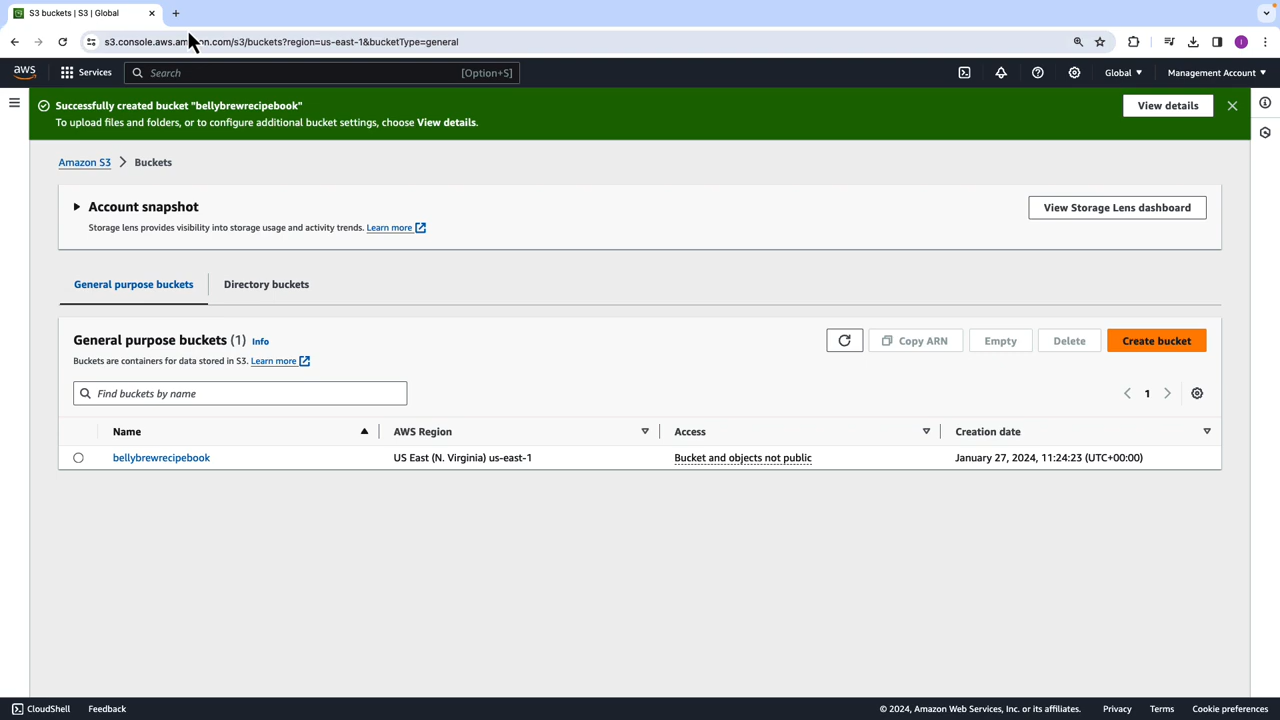 S3 buckets | S3 | Global
s3.console.aws.amazon.com/s3/buckets?region=us-east-1&bucketType=general
aws
Services
Search
[Option+S]
Global
Management Account
Successfully created bucket "bellybrewrecipebook"
To upload files and folders, or to configure additional bucket settings, choose View details.
View details
Amazon S3 > Buckets
Account snapshot
Storage lens provides visibility into storage usage and activity trends. Learn more
View Storage Lens dashboard
General purpose buckets
Directory buckets
General purpose buckets (1) Info
Buckets are containers for data stored in S3. Learn more
Copy ARN
Empty
Delete
Create bucket
Find buckets by name
1
Name
AWS Region
Access
Creation date
bellybrewrecipebook
US East (N. Virginia) us-east-1
Bucket and objects not public
January 27, 2024, 11:24:23 (UTC+00:00)
CloudShell
Feedback
© 2024, Amazon Web Services, Inc. or its affiliates.
Privacy
Terms
Cookie preferences